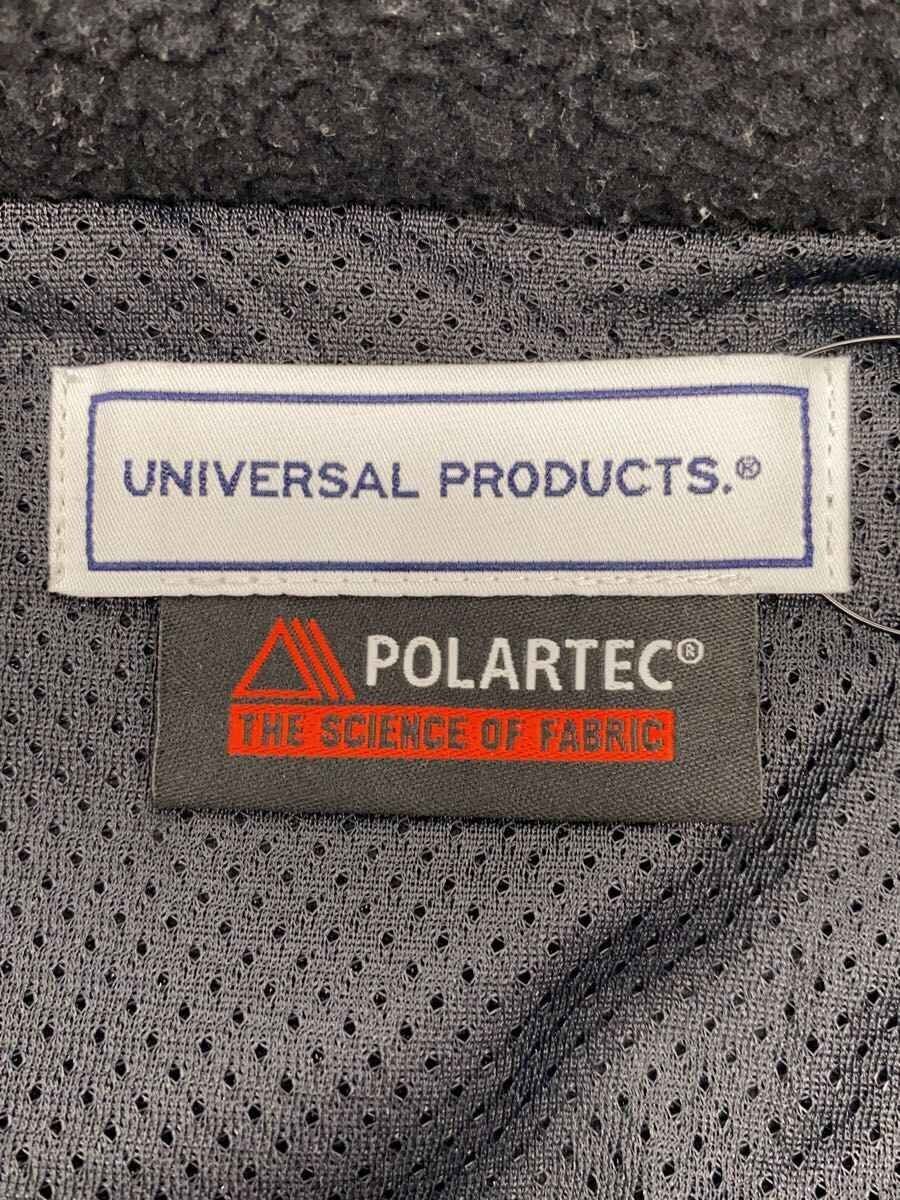 UNIVERSAL PRODUCTS.®
POLARTEC®
THE SCIENCE OF FABRIC